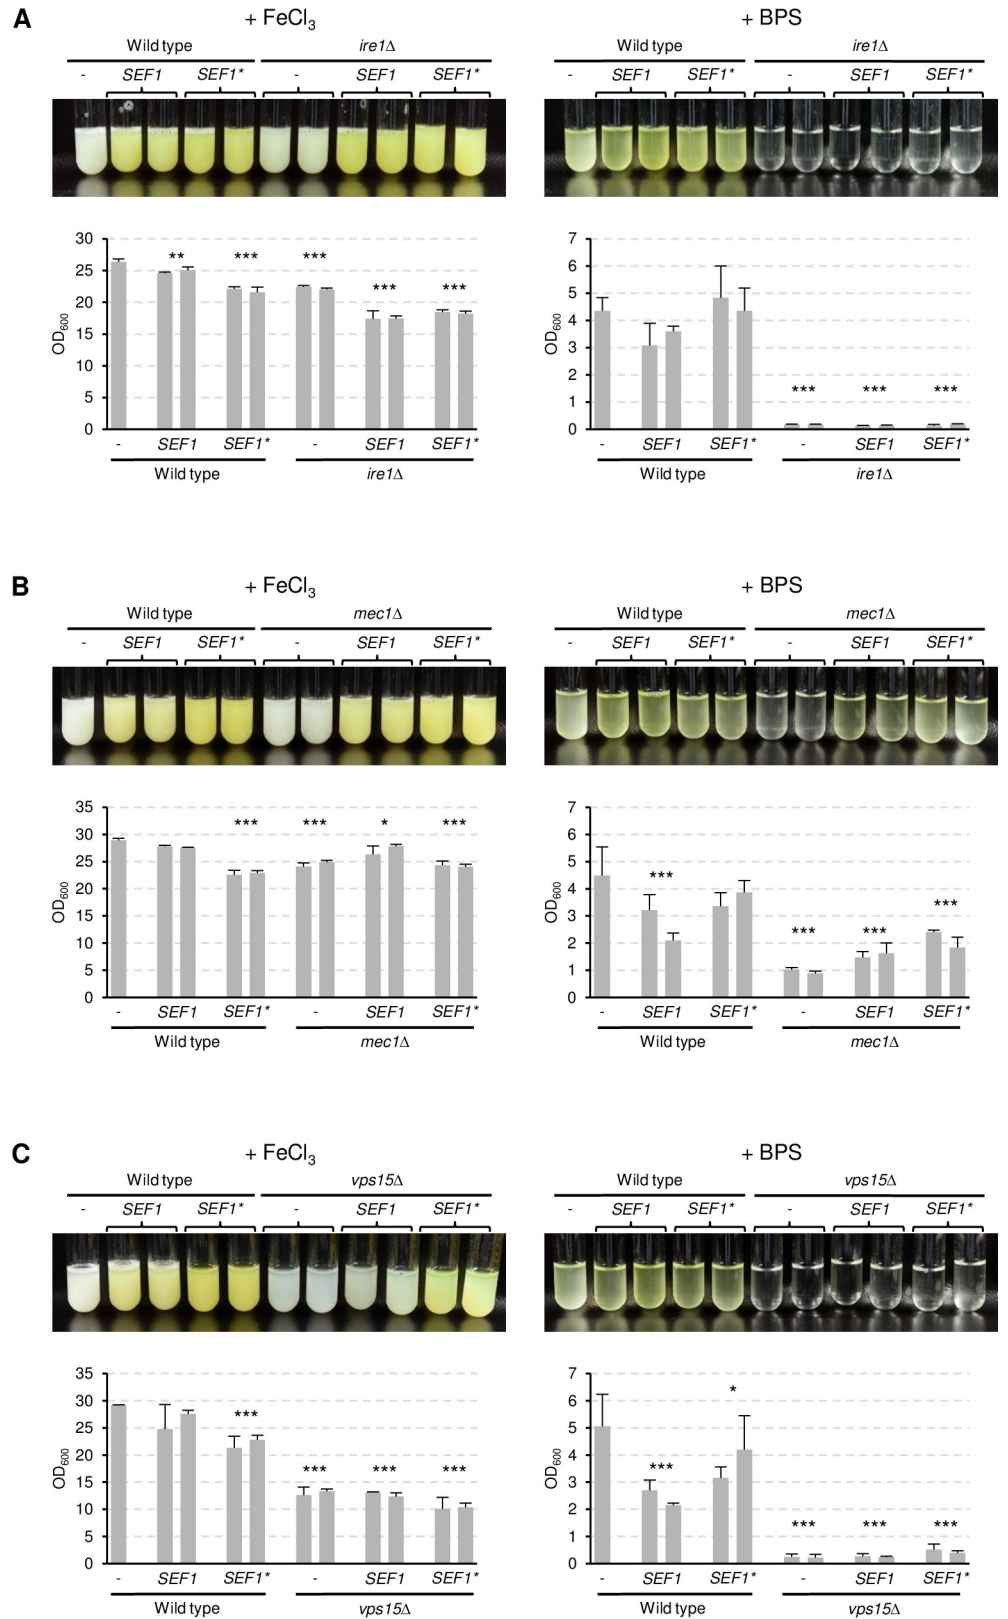 A
+ FeCl3
+ BPS
Wild type ire1Δ Wild type ire1Δ
- SEF1 SEF1* - SEF1 SEF1* - SEF1 SEF1* - SEF1 SEF1*
30
25
20
15
10
5
0
OD600
** *** *** *** ***
- SEF1 SEF1* - SEF1 SEF1*
Wild type ire1Δ
7
6
5
4
3
2
1
0
OD600
*** *** ***
- SEF1 SEF1* - SEF1 SEF1*
Wild type ire1Δ
B
+ FeCl3
+ BPS
Wild type mec1Δ Wild type mec1Δ
- SEF1 SEF1* - SEF1 SEF1* - SEF1 SEF1* - SEF1 SEF1*
35
30
25
20
15
10
5
0
OD600
*** *** * ***
- SEF1 SEF1* - SEF1 SEF1*
Wild type mec1Δ
7
6
5
4
3
2
1
0
OD600
*** *** *** ***
- SEF1 SEF1* - SEF1 SEF1*
Wild type mec1Δ
C
+ FeCl3
+ BPS
Wild type vps15Δ Wild type vps15Δ
- SEF1 SEF1* - SEF1 SEF1* - SEF1 SEF1* - SEF1 SEF1*
35
30
25
20
15
10
5
0
OD600
*** *** *** ***
- SEF1 SEF1* - SEF1 SEF1*
Wild type vps15Δ
7
6
5
4
3
2
1
0
OD600
*** * *** *** ***
- SEF1 SEF1* - SEF1 SEF1*
Wild type vps15Δ